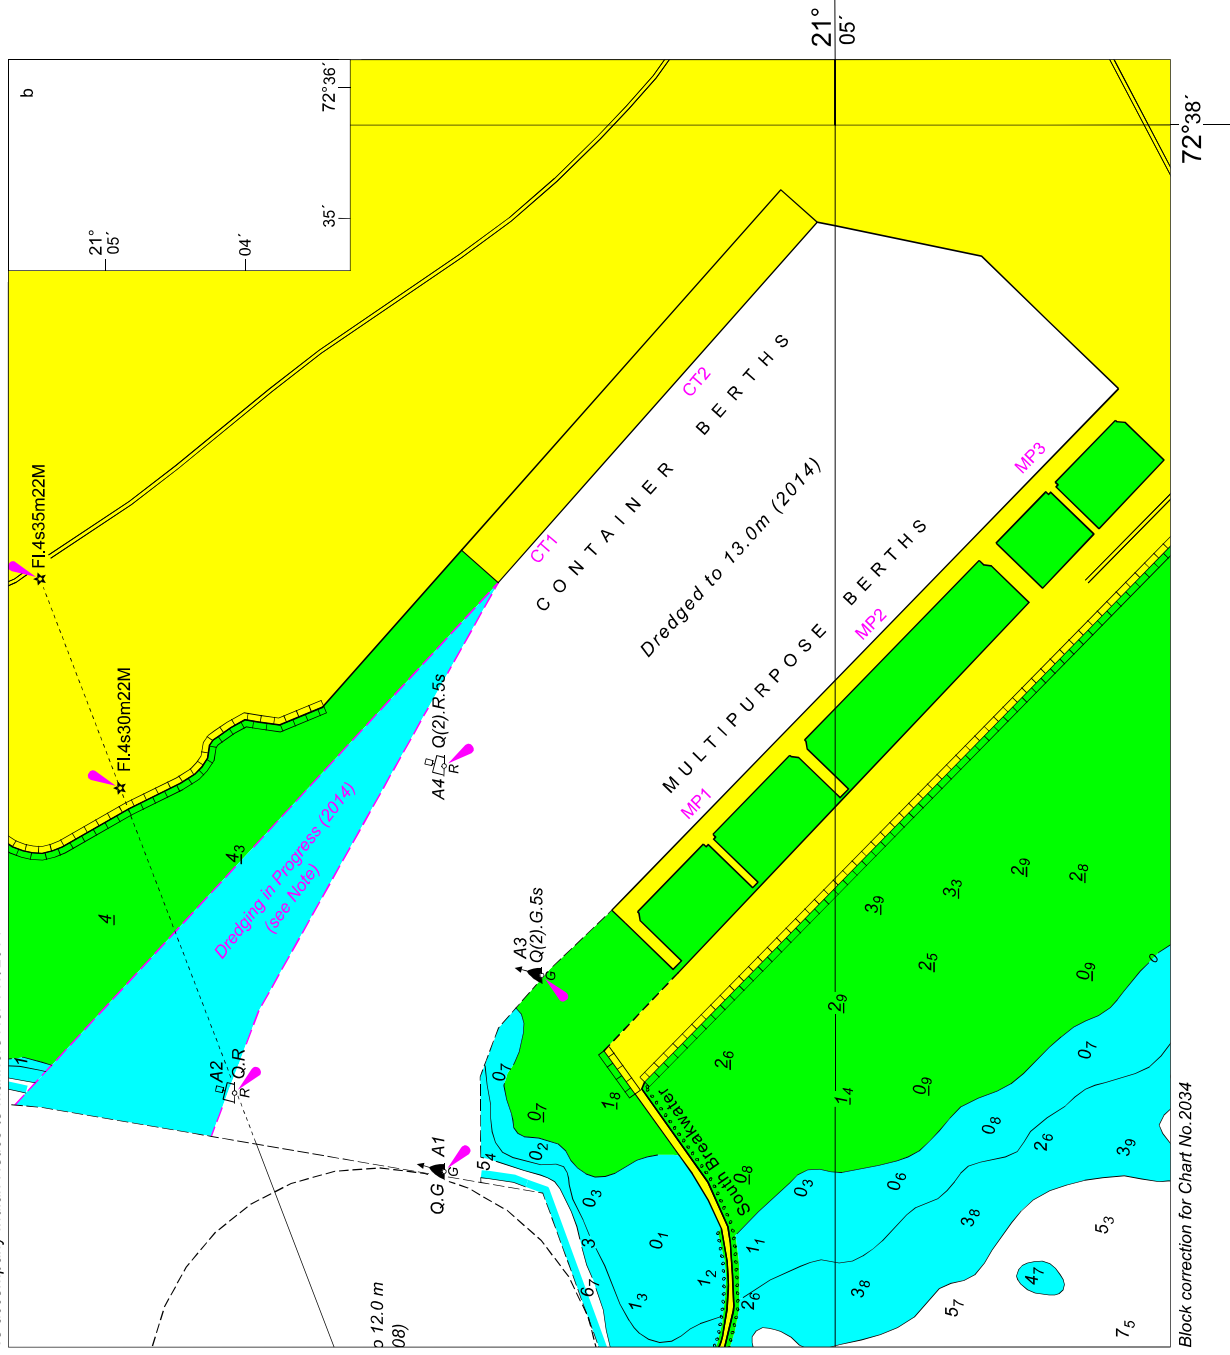 b
21°
05´
04´
72°36´
35´
21°
05´
72°38´
Fl.4s35m22M
Fl.4s30m22M
CT1
CT2
CONTAINER BERTHS
Dredged to 13.0m (2014)
MULTIPURPOSE BERTHS
MP1
MP2
MP3
Dredging in Progress (2014)
(see Note)
A4 Q(2).R.5s
R
A3
Q(2).G.5s
G
A2
Q.R
R
Q.G A1
G
South Breakwater
4
4₃
1
5₄
0₇
0₇
0₂
1₈
0₃
3
6₇
0₁
1₃
1₂
2₆
0₈
1₁
0₃
2₆
1₄
2₉
3₉
2₅
3₃
2₉
2₈
0₉
0
0₉
0₇
0₈
0₆
2₆
3₉
3₈
3₈
5₃
4₇
5₇
7₅
o 12.0 m
08)
Block correction for Chart No.2034